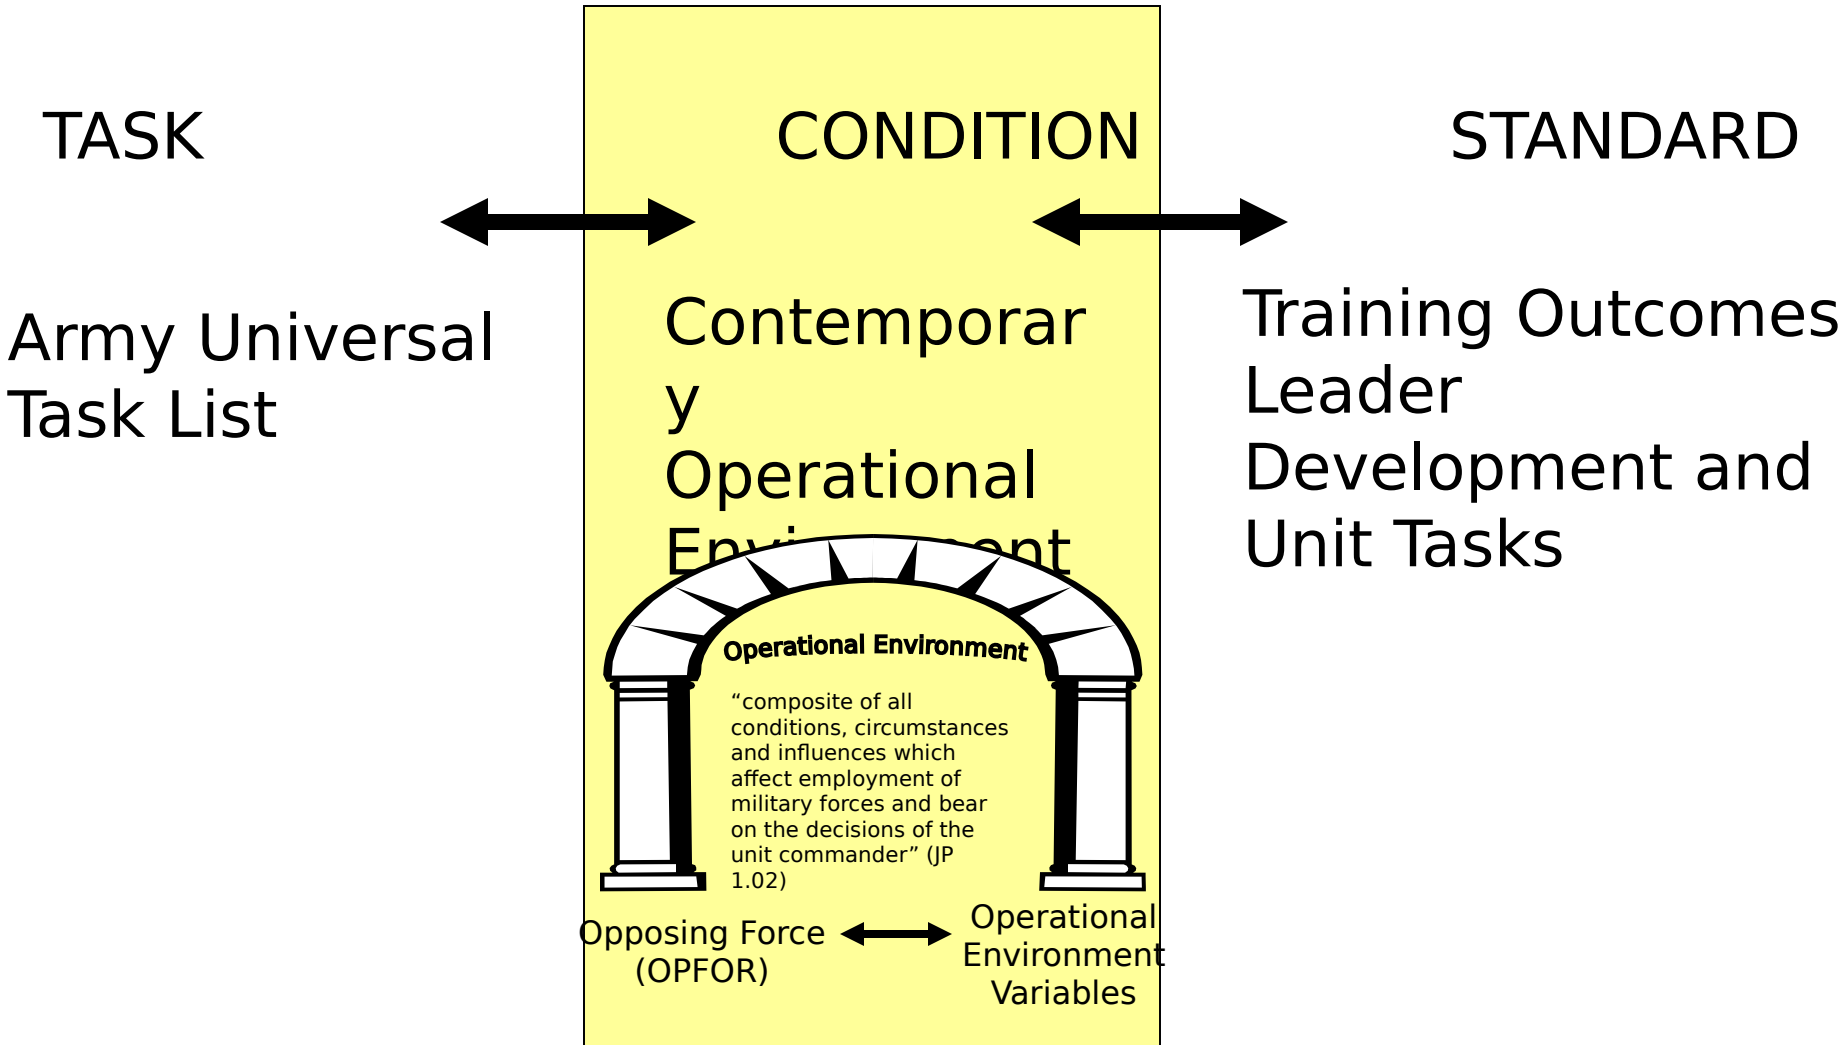 TASK
CONDITION
STANDARD
Army Universal
Task List
Contemporar
y
Operational
Training Outcomes
Leader
Development and
Unit Tasks
Operational Environment
“composite of all
conditions, circumstances
and influences which
affect employment of
military forces and bear
on the decisions of the
unit commander” (JP
1.02)
Opposing Force
(OPFOR)
Operational
Environment
Variables